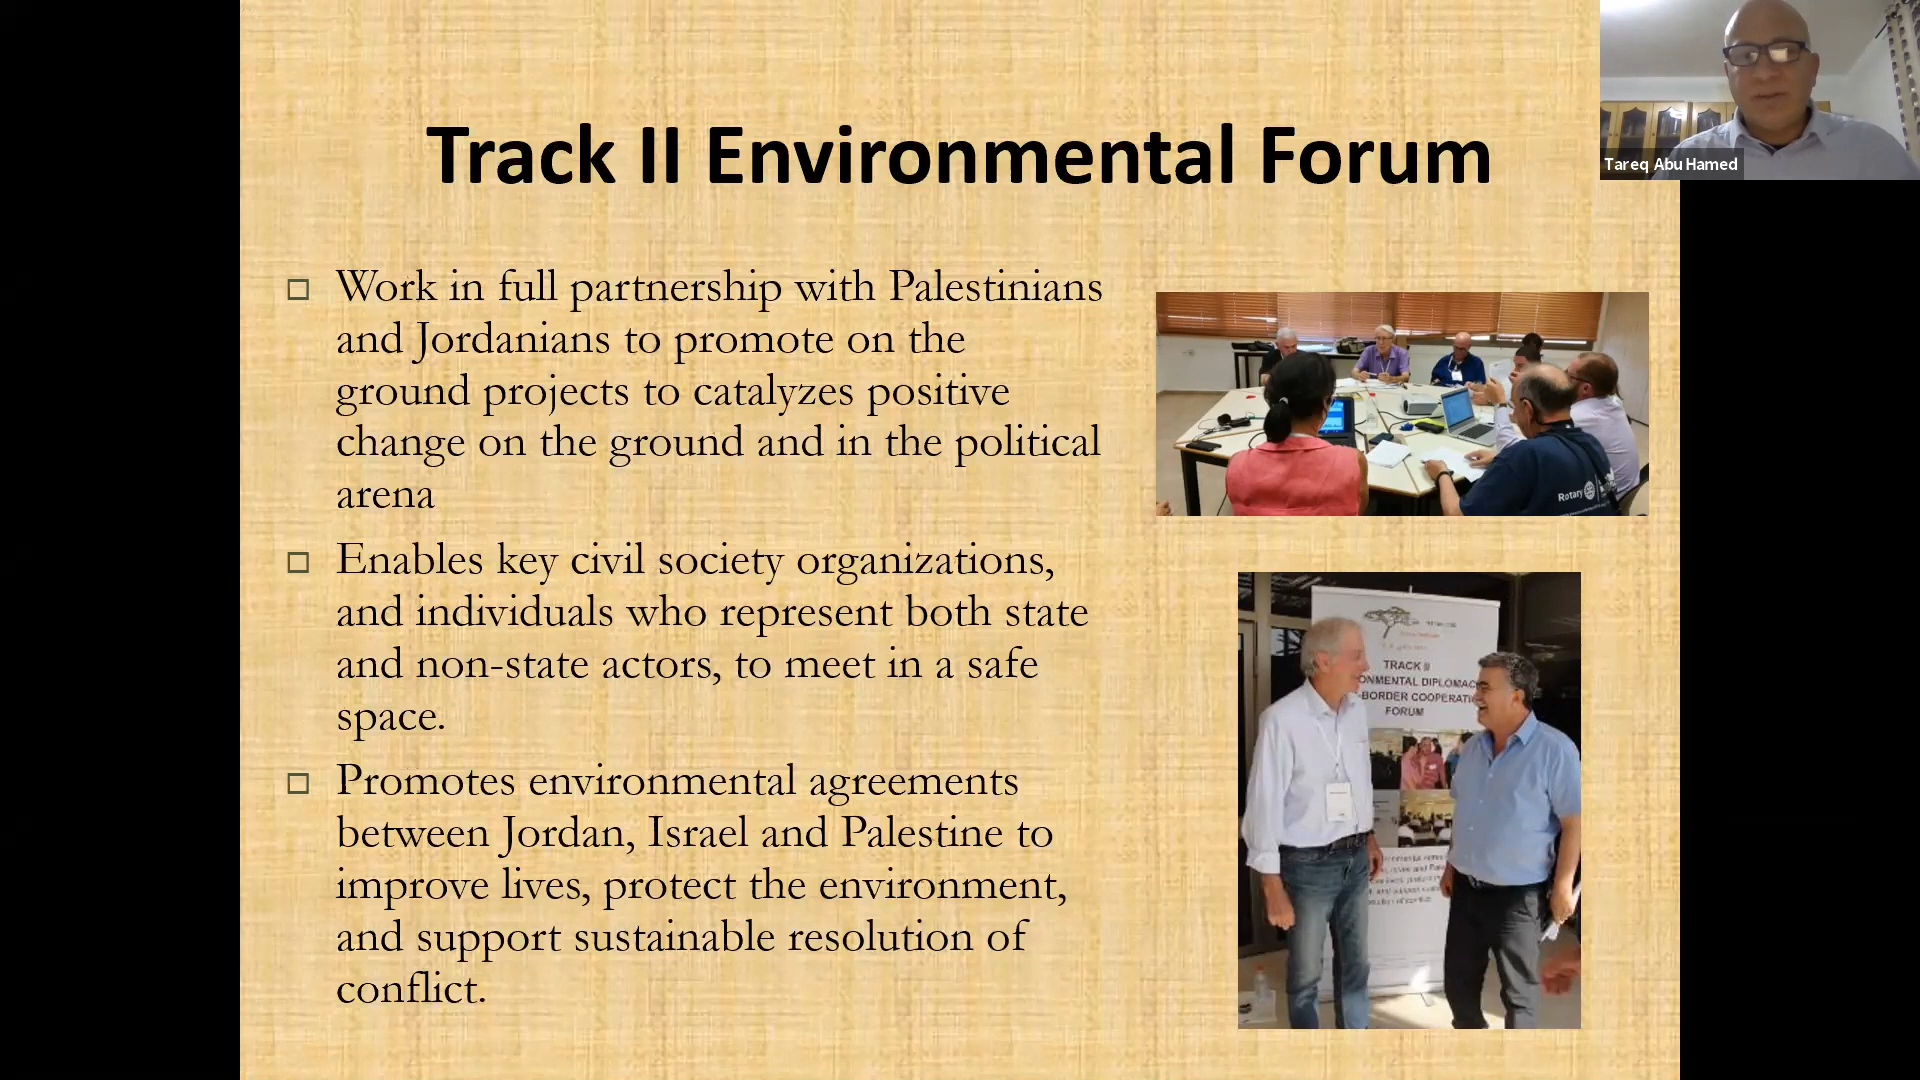 Track II Environmental Forum
Tareq Abu Hamed
Work in full partnership with Palestinians
and Jordanians to promote on the
ground projects to catalyzes positive
change on the ground and in the political
arena
Enables key civil society organizations,
and individuals who represent both state
and non-state actors, to meet in a safe
space.
Promotes environmental agreements
between Jordan, Israel and Palestine to
improve lives, protect the environment,
and support sustainable resolution of
conflict.
Rotary
TRACK II
ONMENTAL DIPLOMAC
-BORDER COOPERATI
FORUM